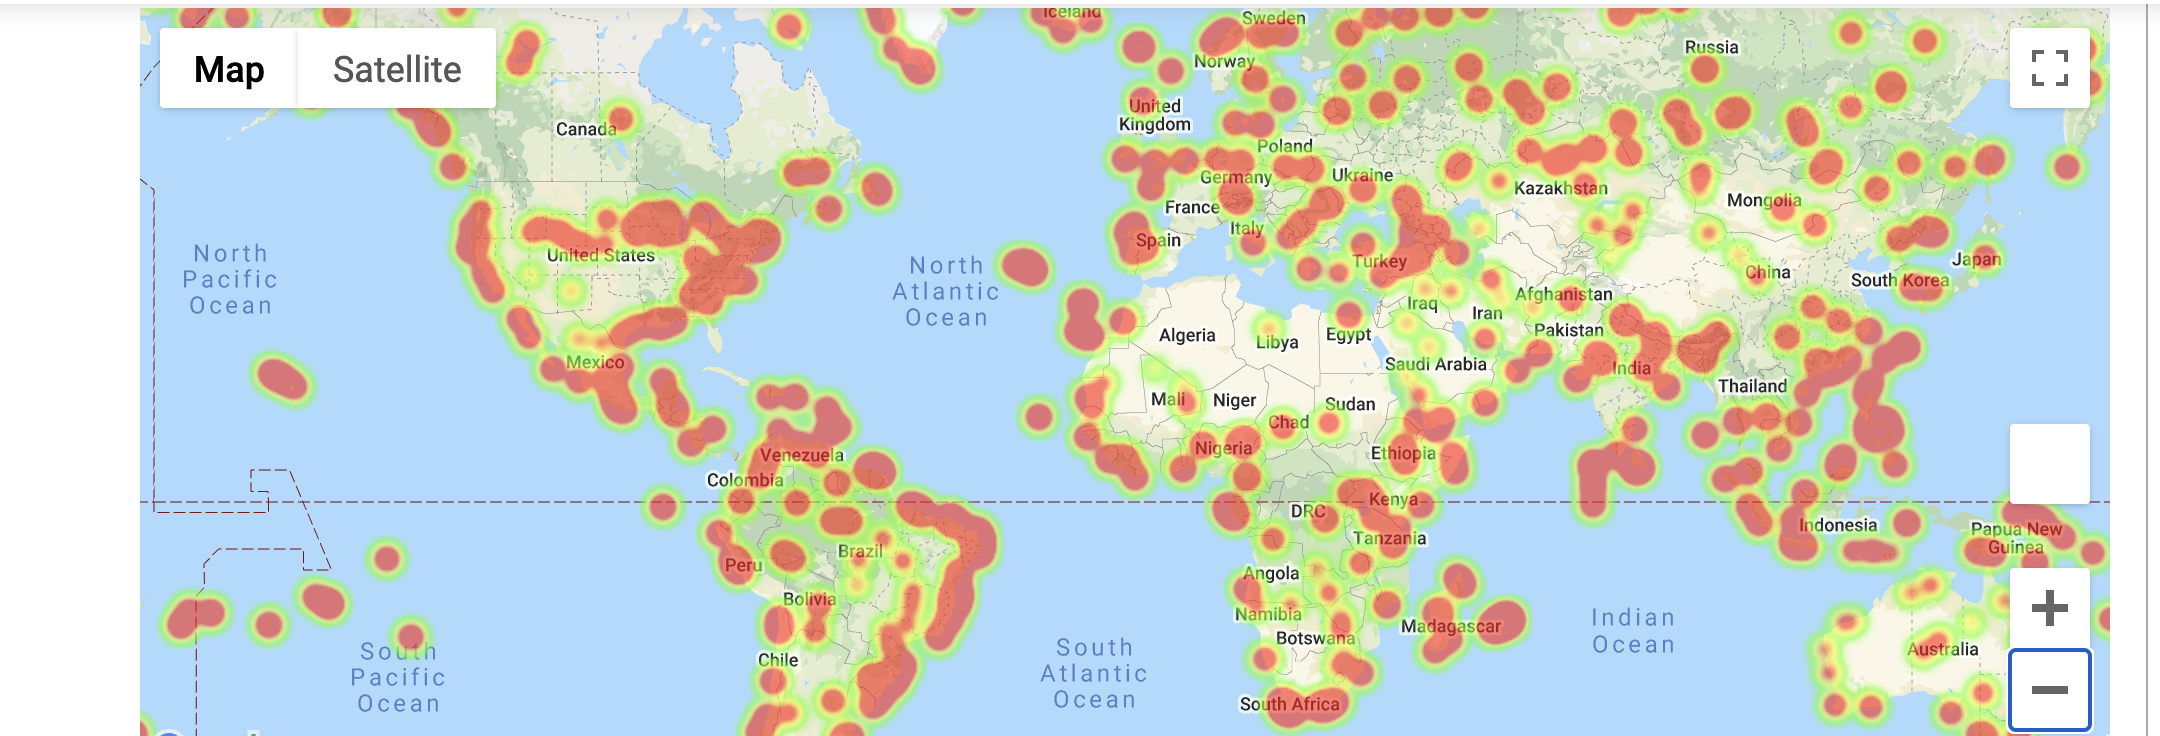 Map
Satellite
Iceland
Sweden
Norway
Russia
United
Kingdom
Canada
Poland
Germany
Ukraine
Kazakhstan
Mongolia
France
Italy
Spain
United States
Turkey
China
Japan
South Korea
North
Pacific
Ocean
North
Atlantic
Ocean
Iraq
Iran
Afghanistan
Pakistan
Algeria
Libya
Egypt
Saudi Arabia
India
Thailand
Mexico
Mali
Niger
Sudan
Chad
Nigeria
Ethiopia
Venezuela
Colombia
Kenya
DRC
Tanzania
Indonesia
Papua New
Guinea
Brazil
Peru
Angola
Bolivia
Namibia
Botswana
Madagascar
Indian
Ocean
Australia
South
Pacific
Ocean
South
Atlantic
Ocean
Chile
South Africa